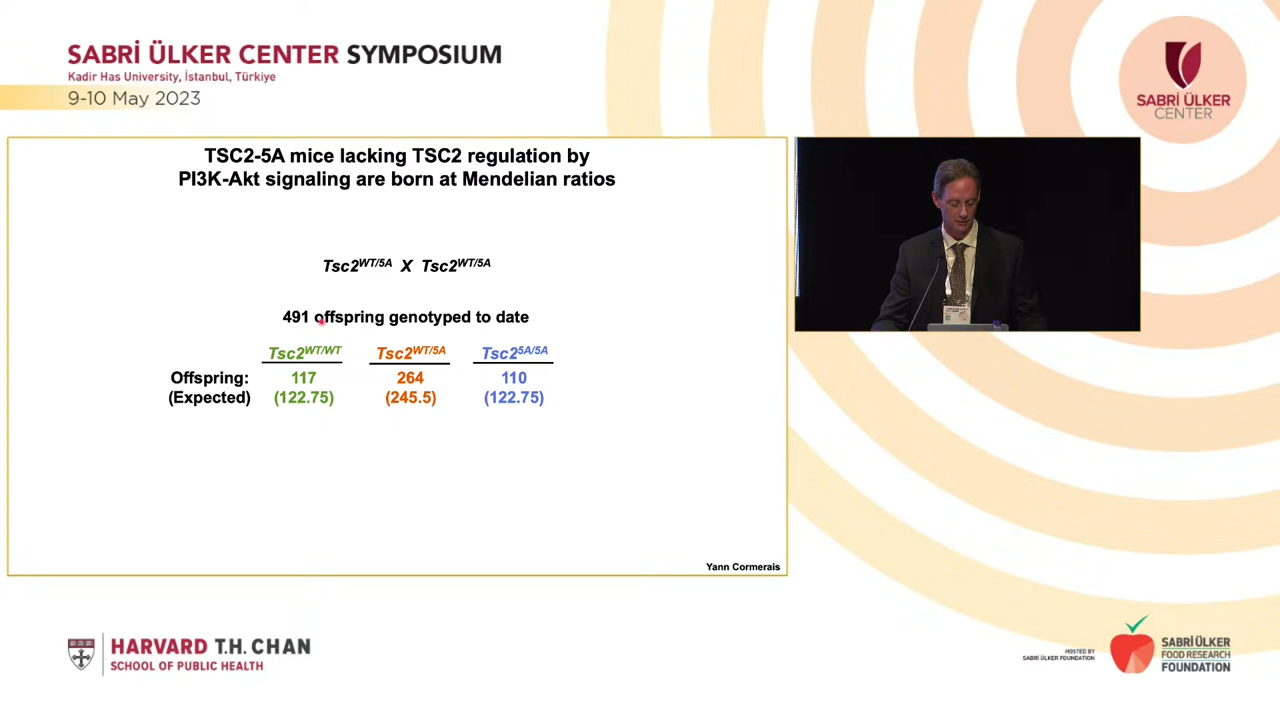 SABRİ ÜLKER CENTER SYMPOSIUM
Kadir Has University, İstanbul, Türkiye
9-10 May 2023
SABRİ ÜLKER
CENTER
TSC2-5A mice lacking TSC2 regulation by
PI3K-Akt signaling are born at Mendelian ratios
Tsc2WT/5A X Tsc2WT/5A
491 offspring genotyped to date
Tsc2WT/WT Tsc2WT/5A Tsc25A/5A
Offspring: 117 264 110
(Expected) (122.75) (245.5) (122.75)
Yann Cormerais
HARVARD T.H. CHAN
SCHOOL OF PUBLIC HEALTH
HOSTED BY
SABRİ ÜLKER FOUNDATION
SABRİ ÜLKER
FOOD RESEARCH
FOUNDATION